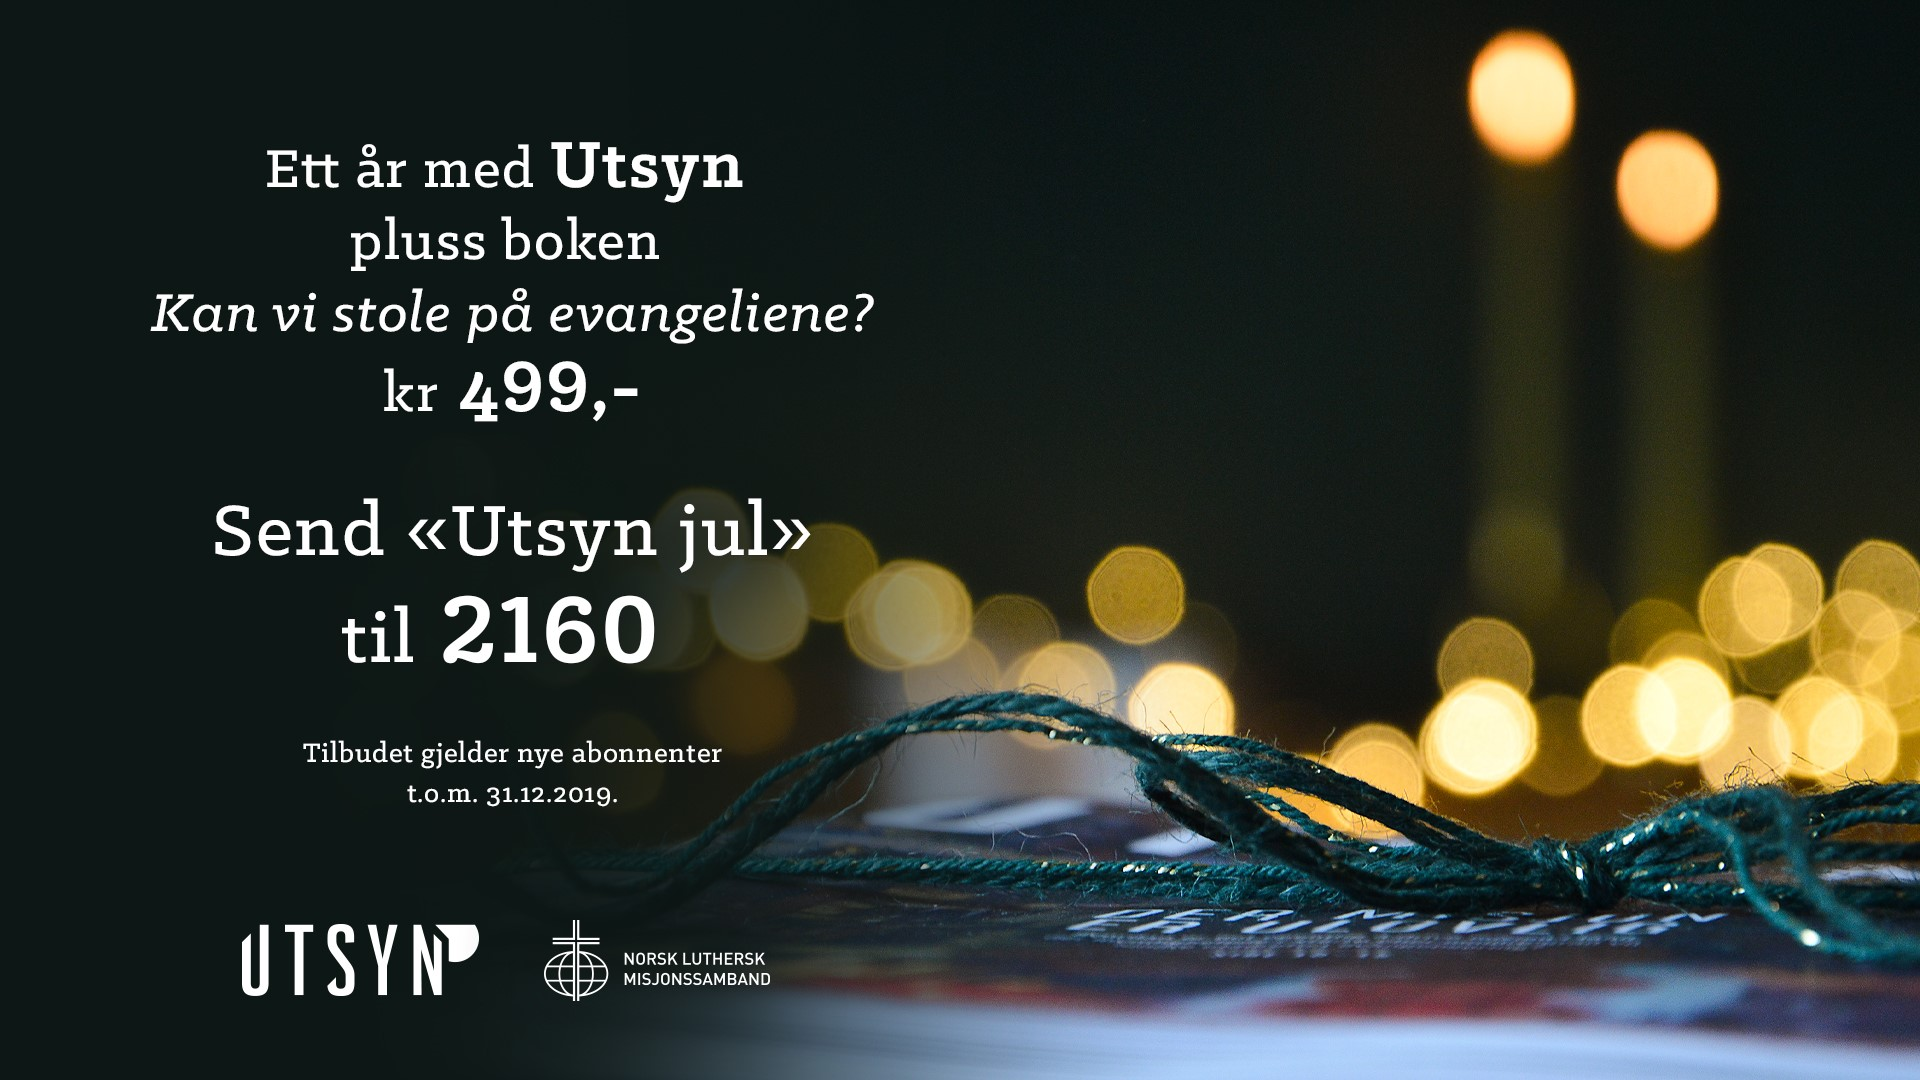 Ett år med Utsyn
pluss boken
Kan vi stole på evangeliene?
kr 499,-
Send «Utsyn jul»
til 2160
Tilbudet gjelder nye abonnenter
t.o.m. 31.12.2019.
UTSYN
NORSK LUTHERSK
MISJONSSAMBAND